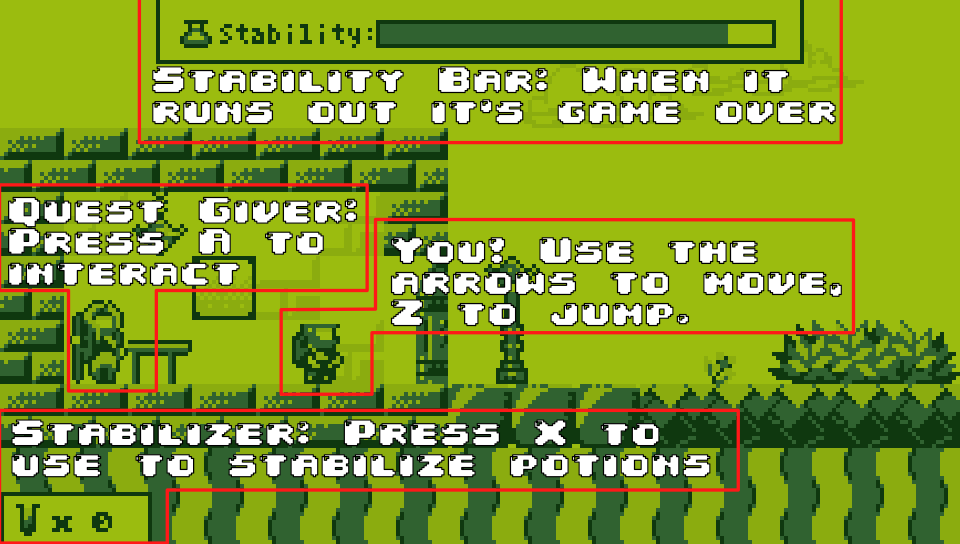 Stability:
Stability Bar: When it
runs out it's game over
Quest Giver:
Press A to
interact
You! Use the
arrows to move,
Z to jump.
Stabilizer: Press X to
use to stabilize potions
x 0